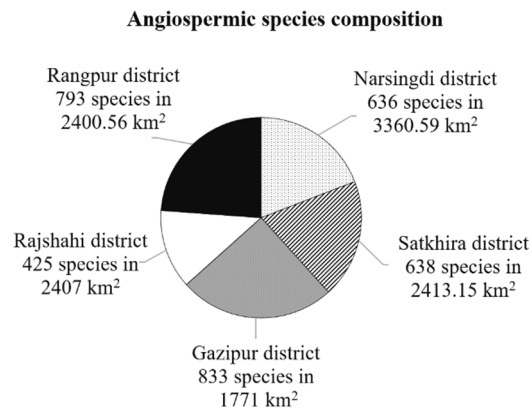 Angiospermic species composition
Rangpur district
793 species in
2400.56 km²
Narsingdi district
636 species in
3360.59 km²
Rajshahi district
425 species in
2407 km²
Satkhira district
638 species in
2413.15 km²
Gazipur district
833 species in
1771 km²